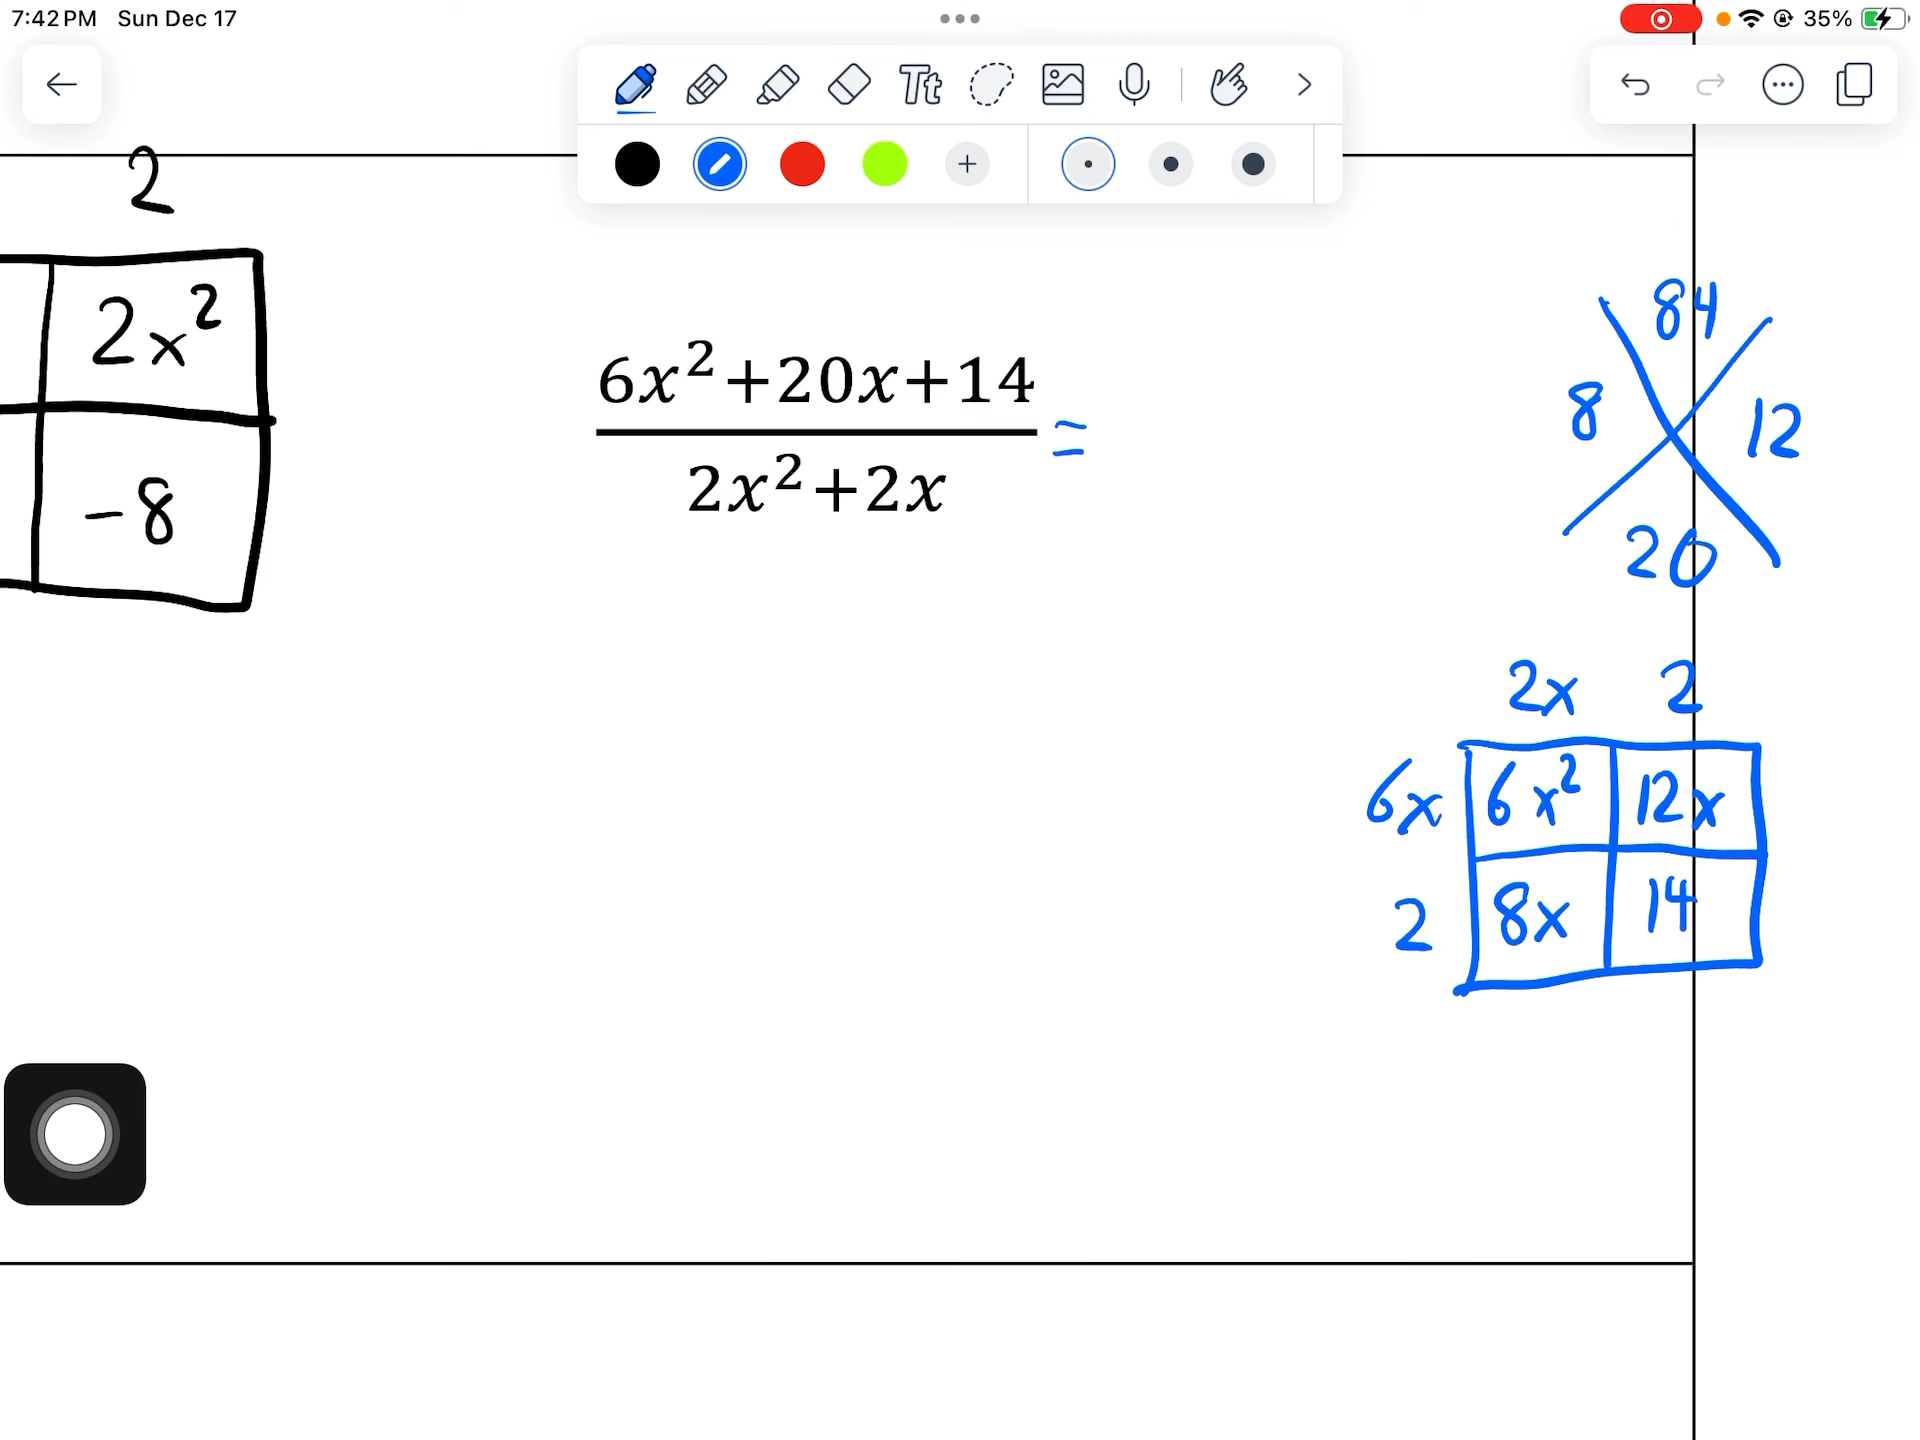 7:42 PM Sun Dec 17
35%
Tt
2
2x²
-8
6x²+20x+14
2x²+2x
=
84
8 12
20
2x 2
6x 6x² 12x
2 8x 14